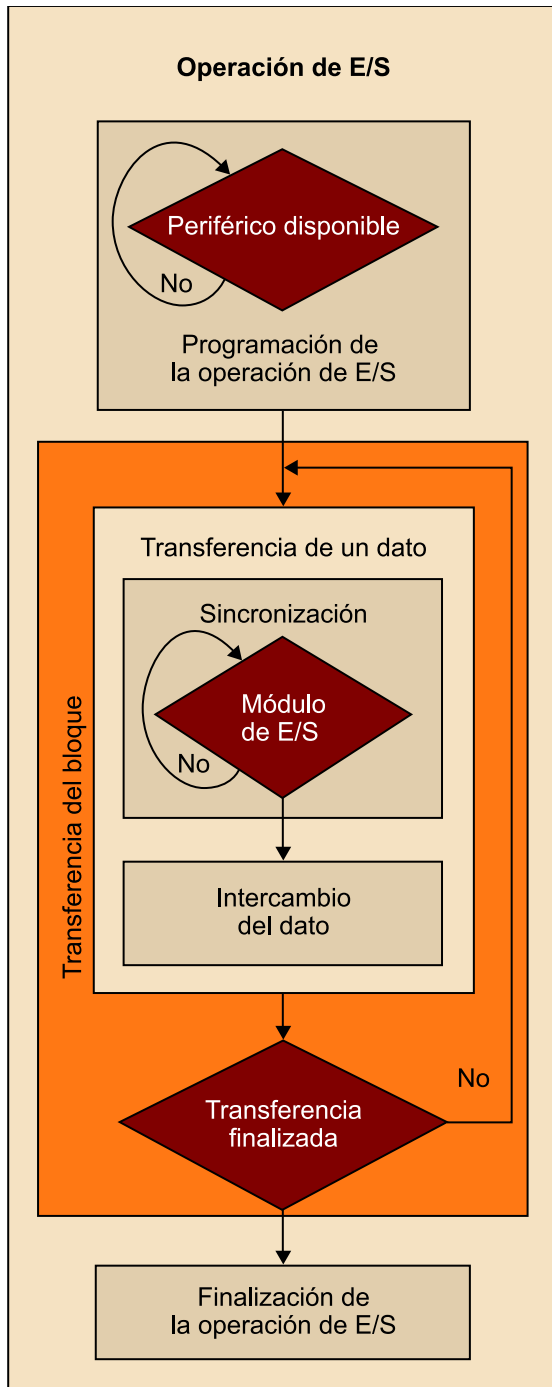 Operación de E/S
Periférico disponible
No
Programación de
la operación de E/S
Transferencia del bloque
Transferencia de un dato
Sincronización
Módulo
de E/S
No
Intercambio
del dato
Transferencia
finalizada
No
Finalización de
la operación de E/S